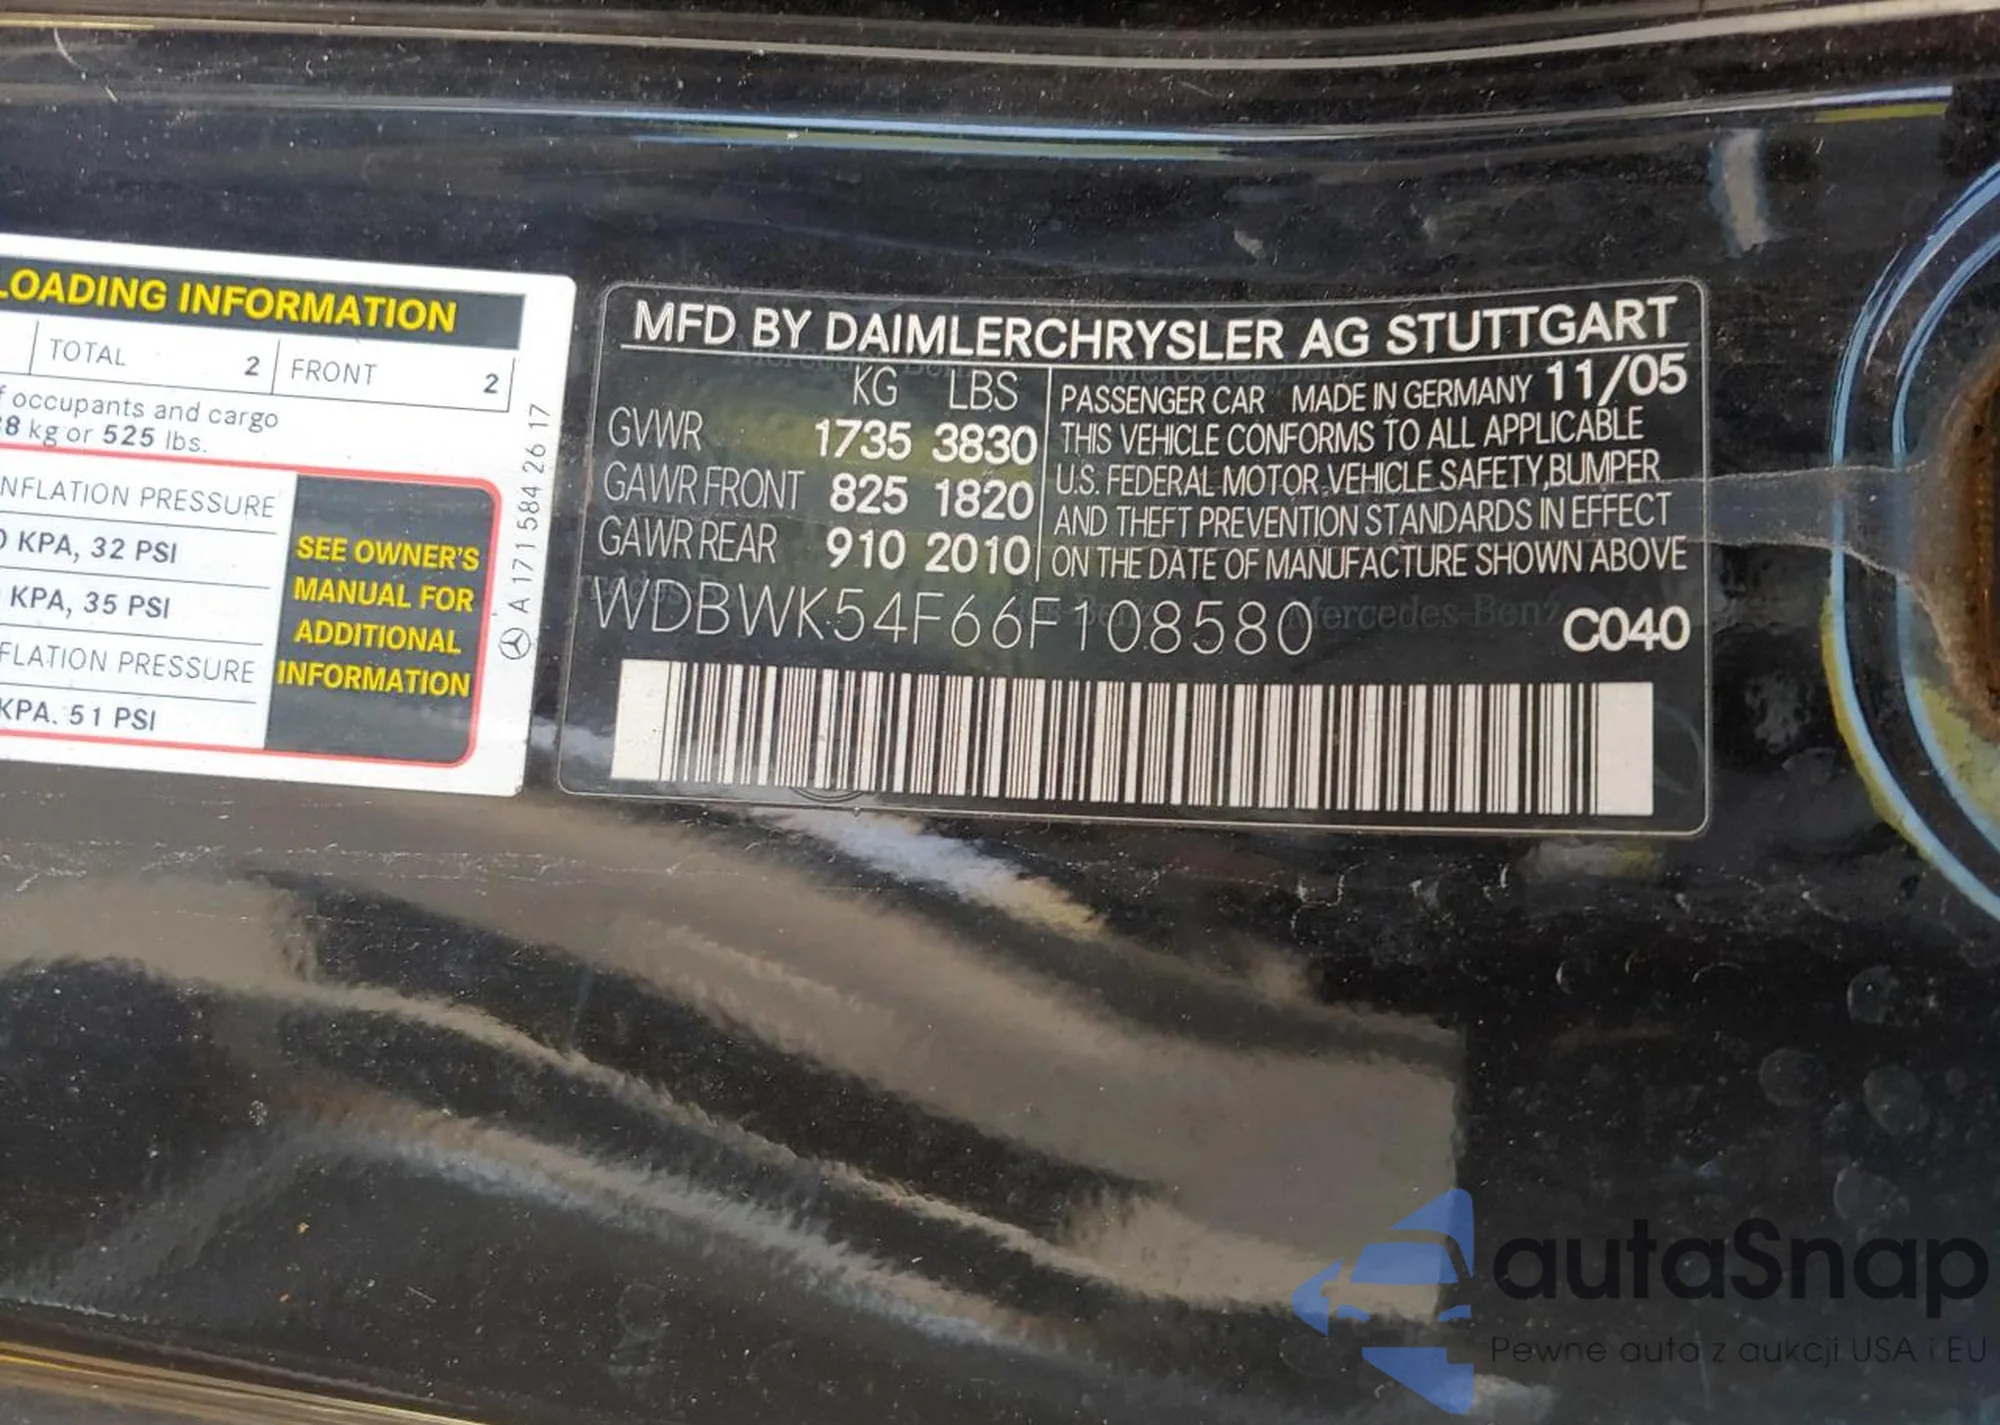 LOADING INFORMATION
TOTAL 2 FRONT 2
occupants and cargo
8 kg or 525 lbs.
NFLATION PRESSURE
KPA, 32 PSI
KPA, 35 PSI
FLATION PRESSURE
KPA. 51 PSI
SEE OWNER'S
MANUAL FOR
ADDITIONAL
INFORMATION
A 171 584 26 17
MFD BY DAIMLERCHRYSLER AG STUTTGART
KG LBS
GVWR 1735 3830
GAWR FRONT 825 1820
GAWR REAR 910 2010
PASSENGER CAR MADE IN GERMANY 11/05
THIS VEHICLE CONFORMS TO ALL APPLICABLE
U.S. FEDERAL MOTOR VEHICLE SAFETY,BUMPER
AND THEFT PREVENTION STANDARDS IN EFFECT
ON THE DATE OF MANUFACTURE SHOWN ABOVE
WDBWK54F66F108580 Mercedes-Benz C040
autaSnap
Pewne auta z aukcji USA i EU